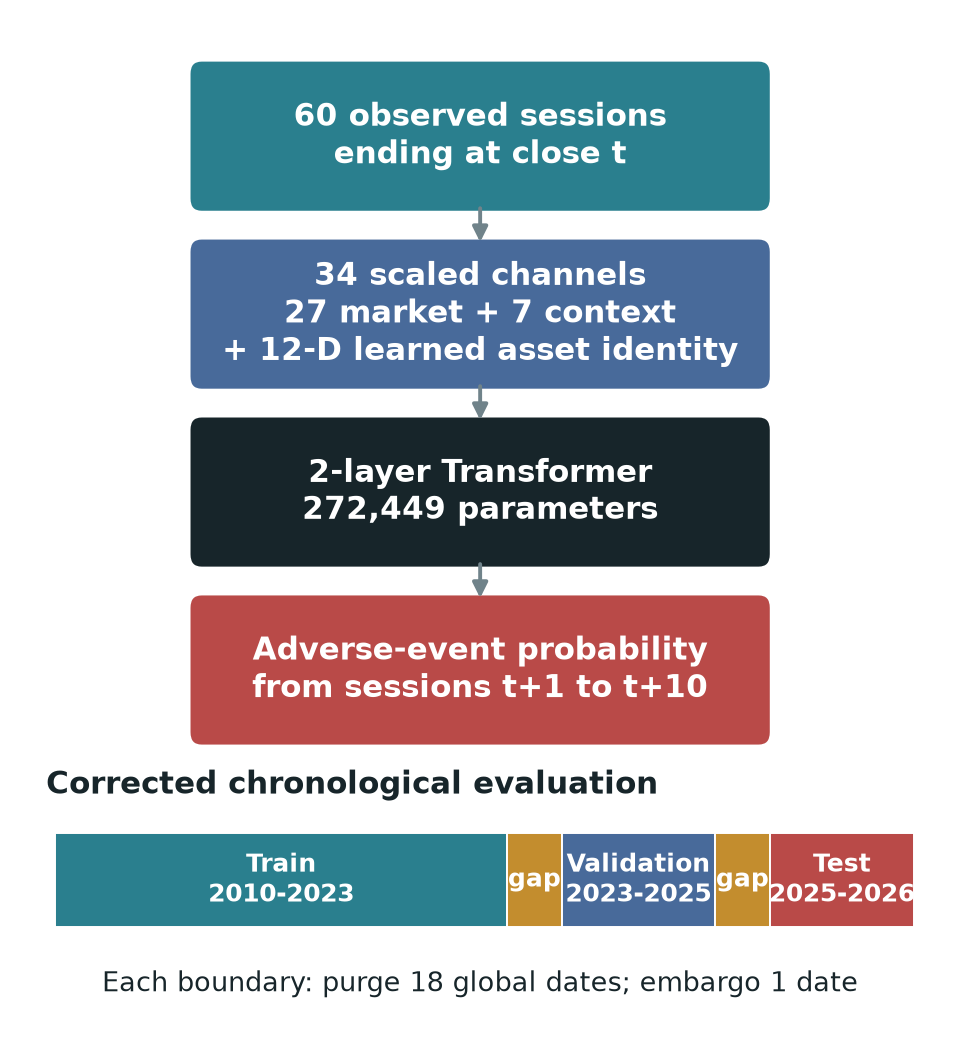 60 observed sessions
ending at close t
34 scaled channels
27 market + 7 context
+ 12-D learned asset identity
2-layer Transformer
272,449 parameters
Adverse-event probability
from sessions t+1 to t+10
Corrected chronological evaluation
Train
2010-2023
gap
Validation
2023-2025
gap
Test
2025-2026
Each boundary: purge 18 global dates; embargo 1 date